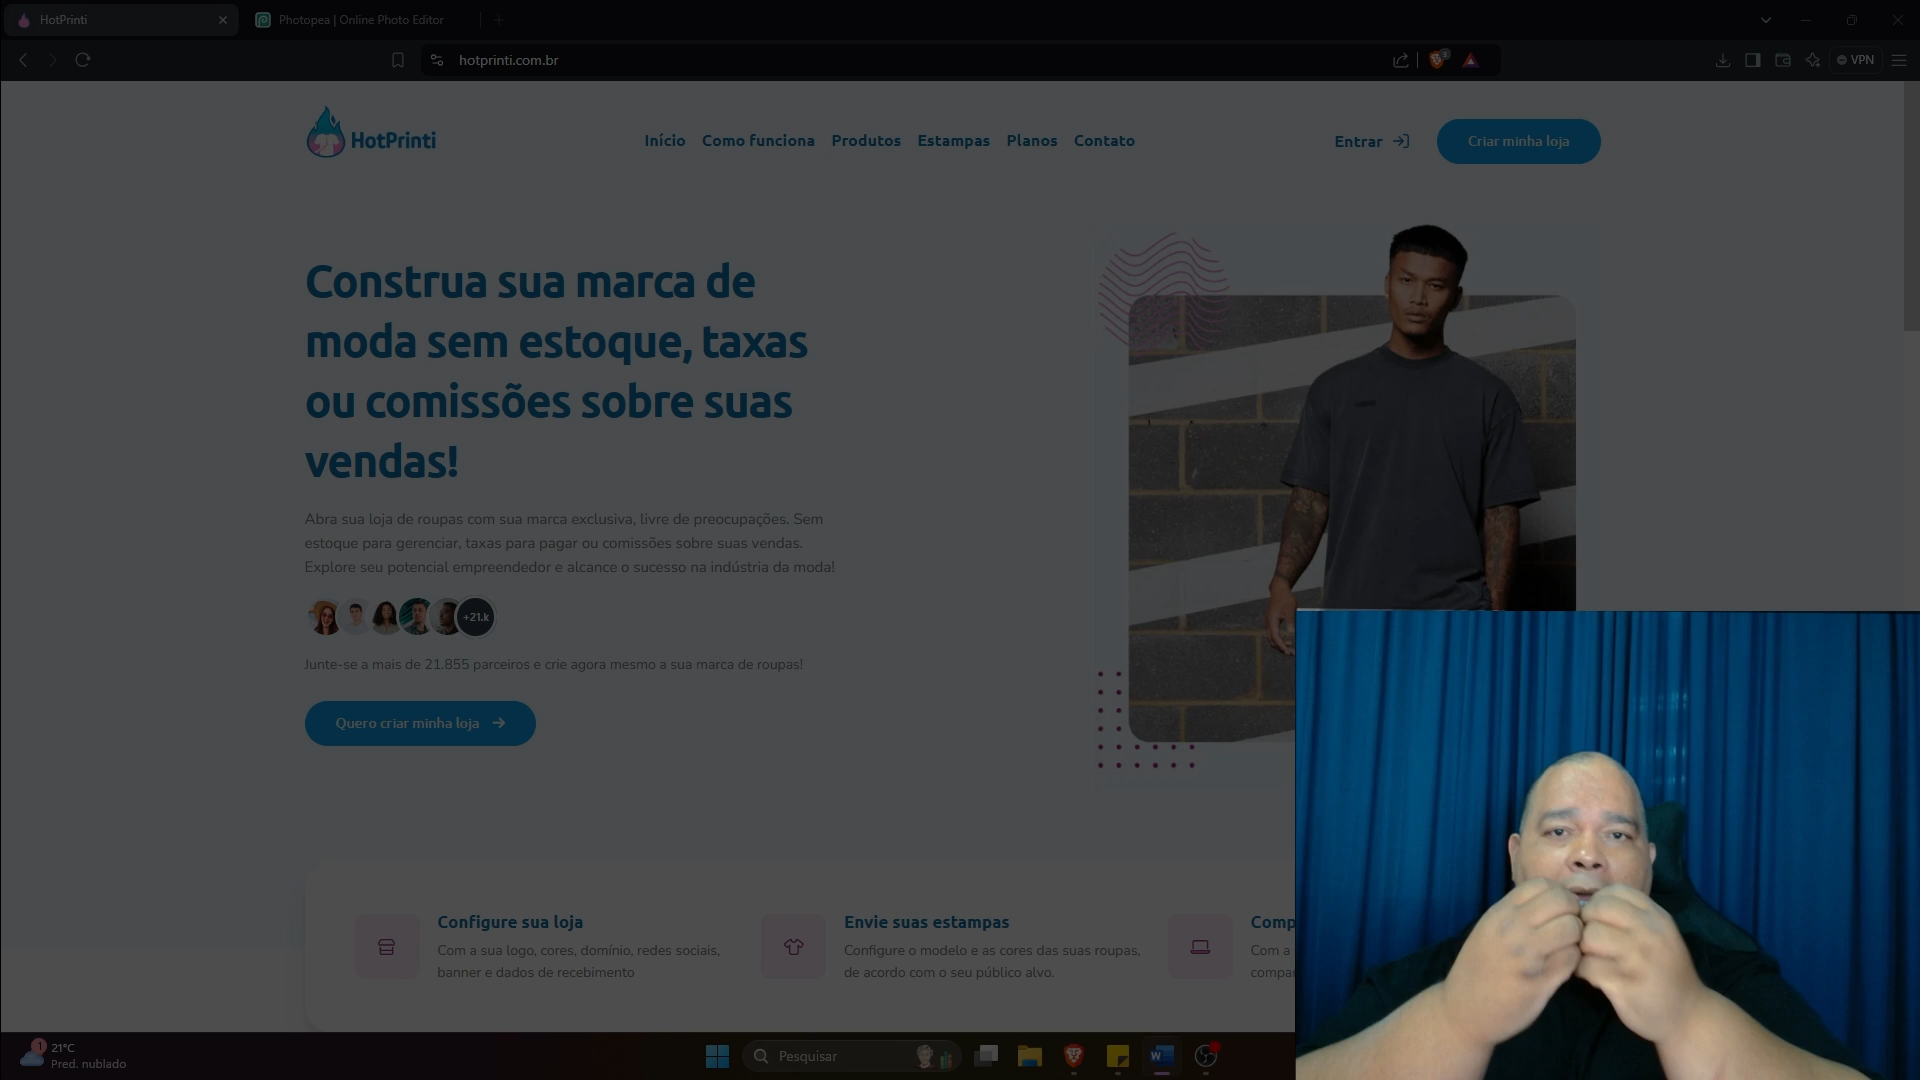 HotPrinti
Photopea | Online Photo Editor
hotprinti.com.br
3
VPN
HotPrinti
Início
Como funciona
Produtos
Estampas
Planos
Contato
Entrar
Criar minha loja
Construa sua marca de
moda sem estoque, taxas
ou comissões sobre suas
vendas!
Abra sua loja de roupas com sua marca exclusiva, livre de preocupações. Sem
estoque para gerenciar, taxas para pagar ou comissões sobre suas vendas.
Explore seu potencial empreendedor e alcance o sucesso na indústria da moda!
+21.k
Junte-se a mais de 21.855 parceiros e crie agora mesmo a sua marca de roupas!
Quero criar minha loja
Configure sua loja
Com a sua logo, cores, domínio, redes sociais,
banner e dados de recebimento
Envie suas estampas
Configure o modelo e as cores das suas roupas,
de acordo com o seu público alvo.
Comp
Com a
compar
1
21°C
Pred. nublado
Pesquisar
W